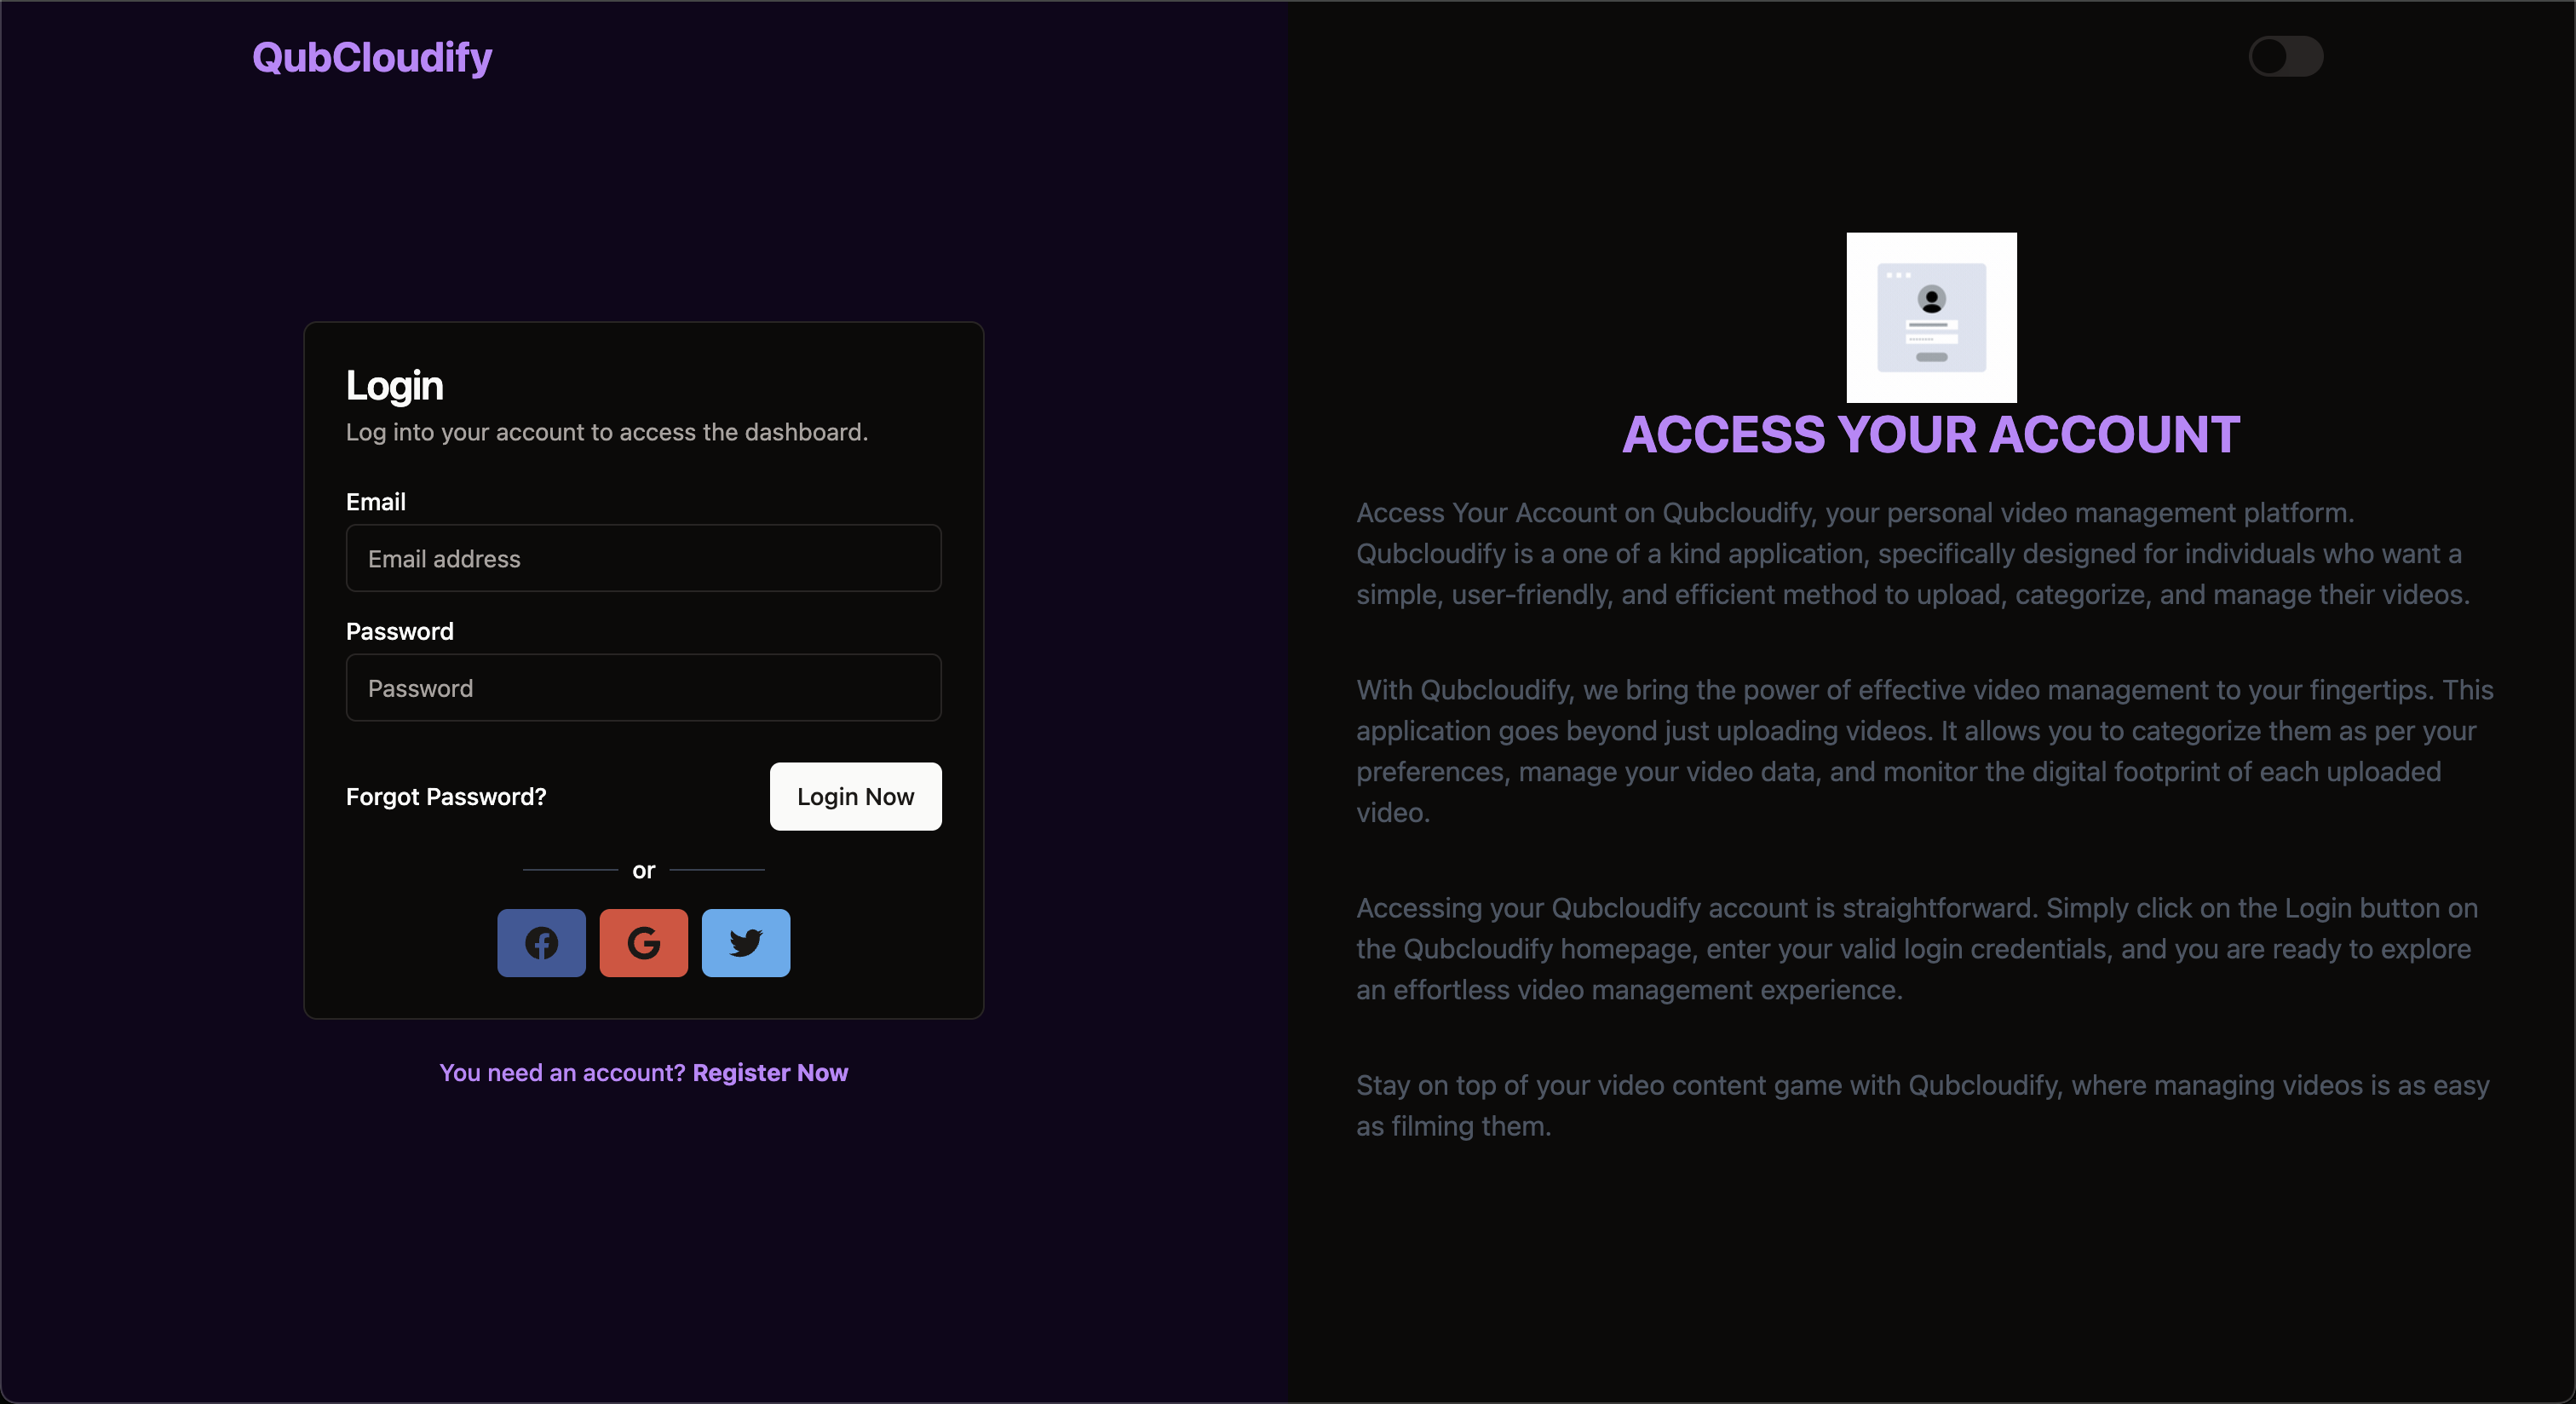 QubCloudify
Login
Log into your account to access the dashboard.
Email
Email address
Password
Password
Forgot Password?
Login Now
or
You need an account? Register Now
ACCESS YOUR ACCOUNT
Access Your Account on Qubcloudify, your personal video management platform.
Qubcloudify is a one of a kind application, specifically designed for individuals who want a
simple, user-friendly, and efficient method to upload, categorize, and manage their videos.
With Qubcloudify, we bring the power of effective video management to your fingertips. This
application goes beyond just uploading videos. It allows you to categorize them as per your
preferences, manage your video data, and monitor the digital footprint of each uploaded
video.
Accessing your Qubcloudify account is straightforward. Simply click on the Login button on
the Qubcloudify homepage, enter your valid login credentials, and you are ready to explore
an effortless video management experience.
Stay on top of your video content game with Qubcloudify, where managing videos is as easy
as filming them.